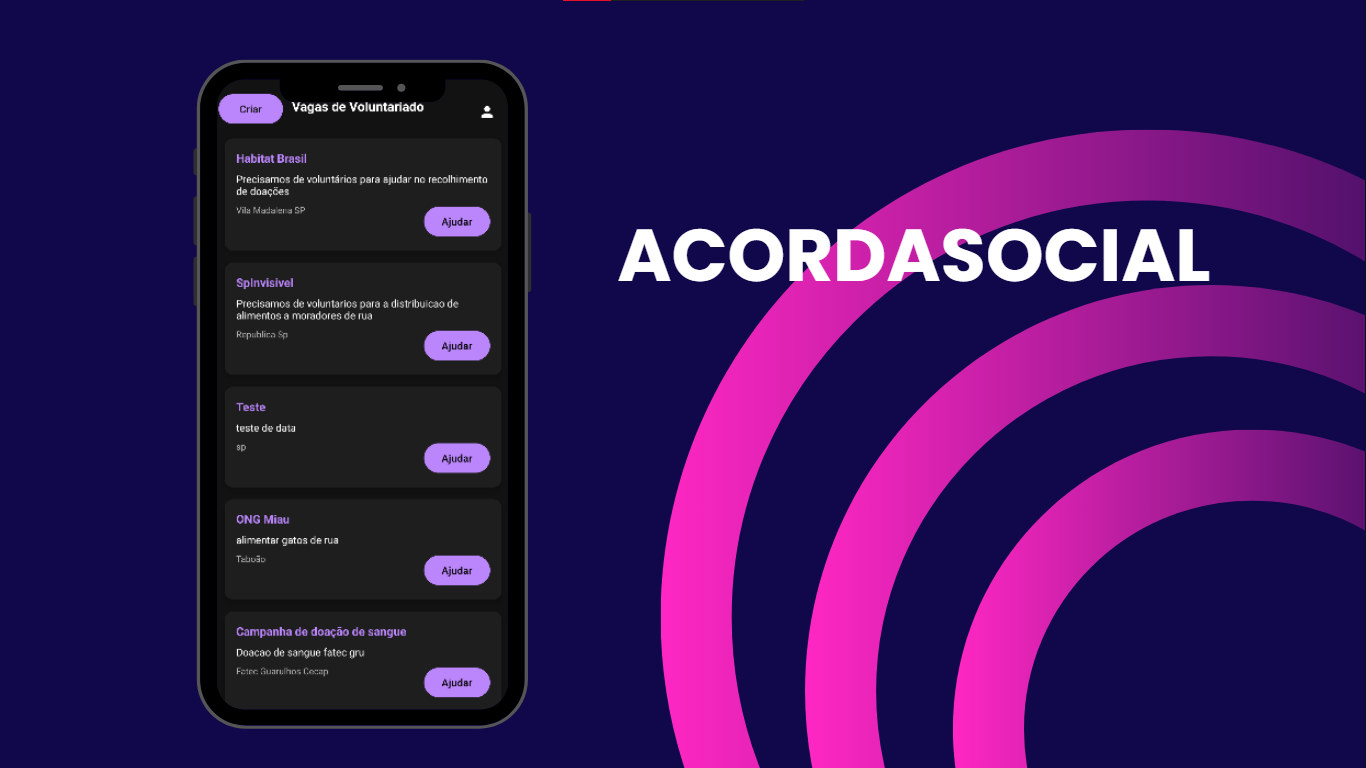 Criar
Vagas de Voluntariado
Habitat Brasil
Precisamos de voluntários para ajudar no recolhimento
de doações
Vila Madalena SP
Ajudar
SpInvisivel
Precisamos de voluntarios para a distribuicao de
alimentos a moradores de rua
Republica Sp
Ajudar
Teste
teste de data
sp
Ajudar
ONG Miau
alimentar gatos de rua
Taboão
Ajudar
Campanha de doação de sangue
Doacao de sangue fatec gru
Fatec Guarulhos Cecap
Ajudar
ACORDASOCIAL